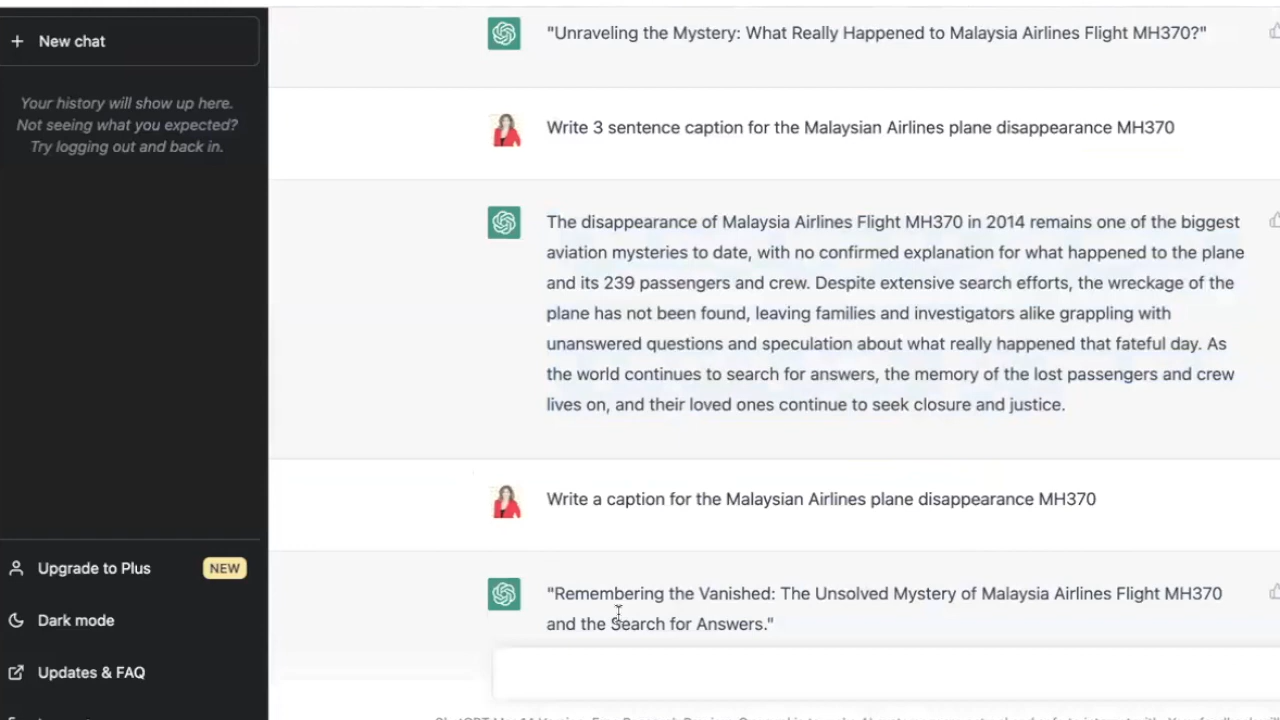 New chat
Your history will show up here.
Not seeing what you expected?
Try logging out and back in.
Upgrade to Plus
NEW
Dark mode
Updates & FAQ
"Unraveling the Mystery: What Really Happened to Malaysia Airlines Flight MH370?"
Write 3 sentence caption for the Malaysian Airlines plane disappearance MH370
The disappearance of Malaysia Airlines Flight MH370 in 2014 remains one of the biggest
aviation mysteries to date, with no confirmed explanation for what happened to the plane
and its 239 passengers and crew. Despite extensive search efforts, the wreckage of the
plane has not been found, leaving families and investigators alike grappling with
unanswered questions and speculation about what really happened that fateful day. As
the world continues to search for answers, the memory of the lost passengers and crew
lives on, and their loved ones continue to seek closure and justice.
Write a caption for the Malaysian Airlines plane disappearance MH370
"Remembering the Vanished: The Unsolved Mystery of Malaysia Airlines Flight MH370
and the Search for Answers."